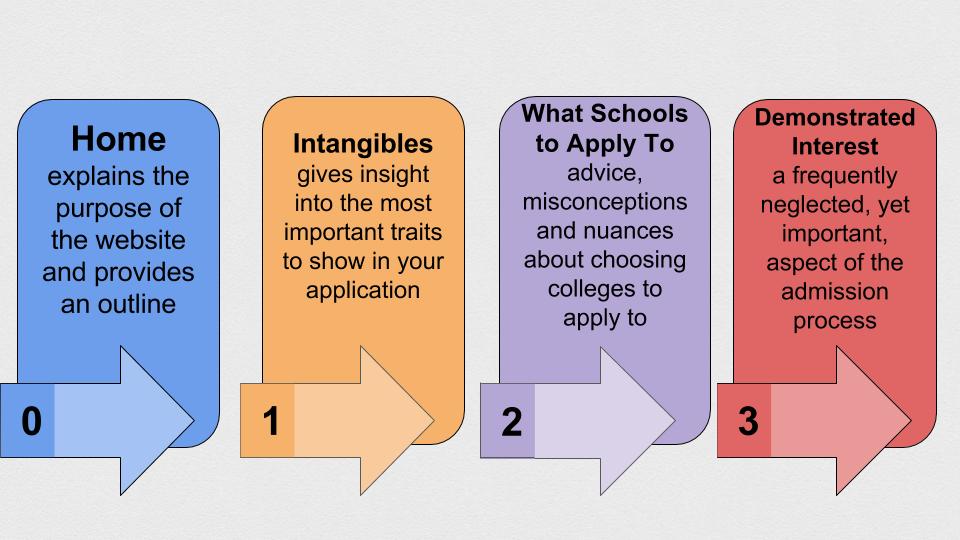 Home
explains the
purpose of
the website
and provides
an outline
0
Intangibles
gives insight
into the most
important traits
to show in your
application
1
What Schools
to Apply To
advice,
misconceptions
and nuances
about choosing
colleges to
apply to
2
Demonstrated
Interest
a frequently
neglected, yet
important,
aspect of the
admission
process
3